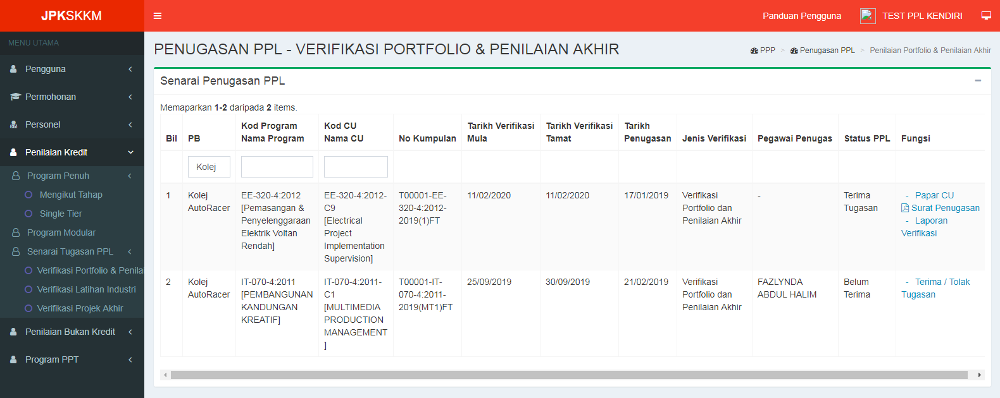 JPKSKKM
Panduan Pengguna
TEST PPL KENDIRI
MENU UTAMA
Pengguna
Permohonan
Personel
Penilaian Kredit
Program Penuh
Mengikut Tahap
Single Tier
Program Modular
Senarai Tugasan PPL
Verifikasi Portfolio & Penilai
Verifikasi Latihan Industri
Verifikasi Projek Akhir
Penilaian Bukan Kredit
Program PPT
PENUGASAN PPL - VERIFIKASI PORTFOLIO & PENILAIAN AKHIR
PPP > Penugasan PPL > Penilaian Portfolio & Penilaian Akhir
Senarai Penugasan PPL
Memaparkan 1-2 daripada 2 items.
Bil
PB
Kod Program
Nama Program
Kod CU
Nama CU
No Kumpulan
Tarikh Verifikasi
Mula
Tarikh Verifikasi
Tamat
Tarikh
Penugasan
Jenis Verifikasi
Pegawai Penugas
Status PPL
Fungsi
Kolej
1
Kolej
AutoRacer
EE-320-4:2012
[Pemasangan &
Penyelenggaraan
Elektrik Voltan
Rendah]
EE-320-4:2012-
C9
[Electrical
Project
Implementation
Supervision]
T00001-EE-
320-4:2012-
2019(1)FT
11/02/2020
11/02/2020
17/01/2019
Verifikasi
Portfolio dan
Penilaian Akhir
-
Terima
Tugasan
- Papar CU
Surat Penugasan
- Laporan
Verifikasi
2
Kolej
AutoRacer
IT-070-4:2011
[PEMBANGUNAN
KANDUNGAN
KREATIF]
IT-070-4:2011-
C1
[MULTIMEDIA
PRODUCTION
MANAGEMENT
]
T00001-IT-
070-4:2011-
2019(MT1)FT
25/09/2019
30/09/2019
21/02/2019
Verifikasi
Portfolio dan
Penilaian Akhir
FAZLYNDA
ABDUL HALIM
Belum
Terima
- Terima / Tolak
Tugasan